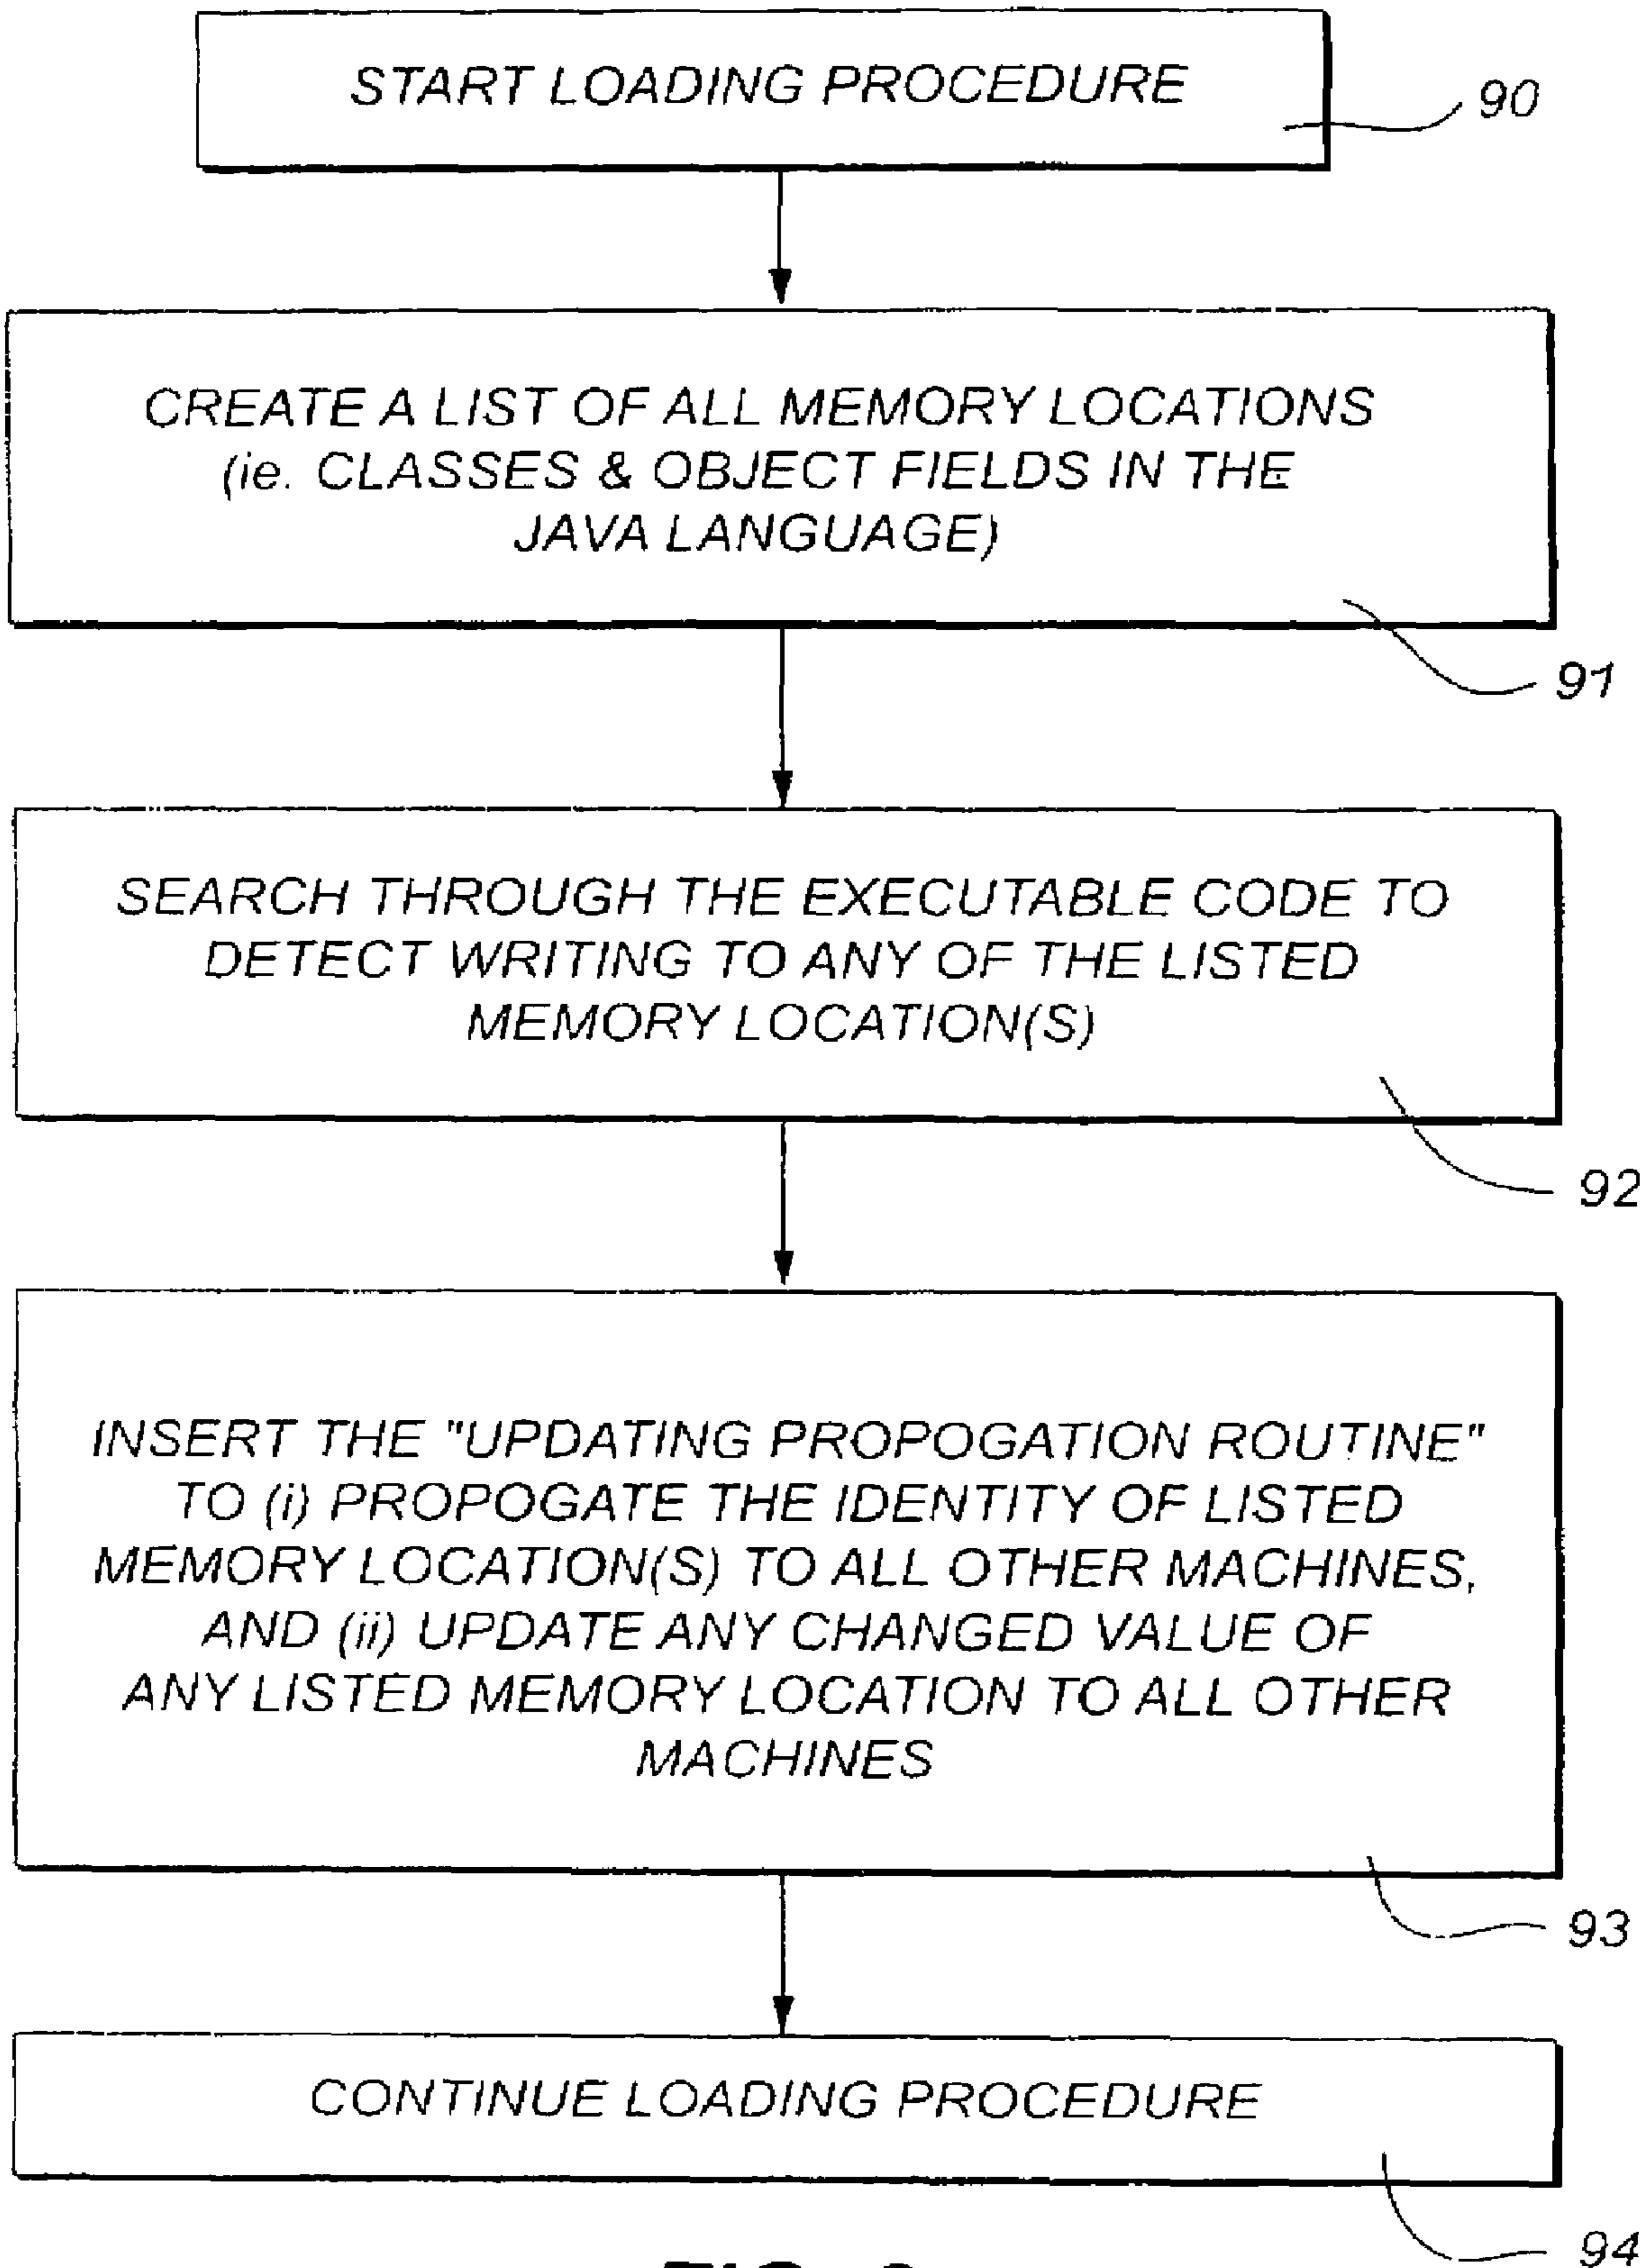 START LOADING PROCEDURE
90
CREATE A LIST OF ALL MEMORY LOCATIONS
(ie. CLASSES & OBJECT FIELDS IN THE
JAVA LANGUAGE)
91
SEARCH THROUGH THE EXECUTABLE CODE TO
DETECT WRITING TO ANY OF THE LISTED
MEMORY LOCATION(S)
92
INSERT THE "UPDATING PROPOGATION ROUTINE"
TO (i) PROPOGATE THE IDENTITY OF LISTED
MEMORY LOCATION(S) TO ALL OTHER MACHINES,
AND (ii) UPDATE ANY CHANGED VALUE OF
ANY LISTED MEMORY LOCATION TO ALL OTHER
MACHINES
93
CONTINUE LOADING PROCEDURE
94